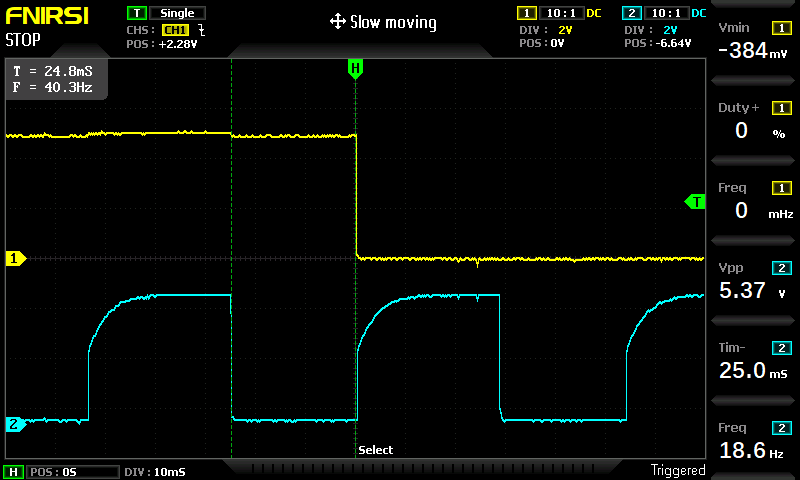 FNIRSI
STOP
T Single
CHS: CH1
POS: +2.28V
Slow moving
1 10:1 DC
DIV: 2V
POS: 0V
2 10:1 DC
DIV: 2V
POS: -6.64V
T = 24.8mS
F = 40.3Hz
H
T
1
2
Select
Vmin 1
-384 mV
Duty+ 1
0 %
Freq 1
0 mHz
Vpp 2
5.37 V
Tim- 2
25.0 mS
Freq 2
18.6 Hz
H POS: 0S
DIV: 10mS
Triggered